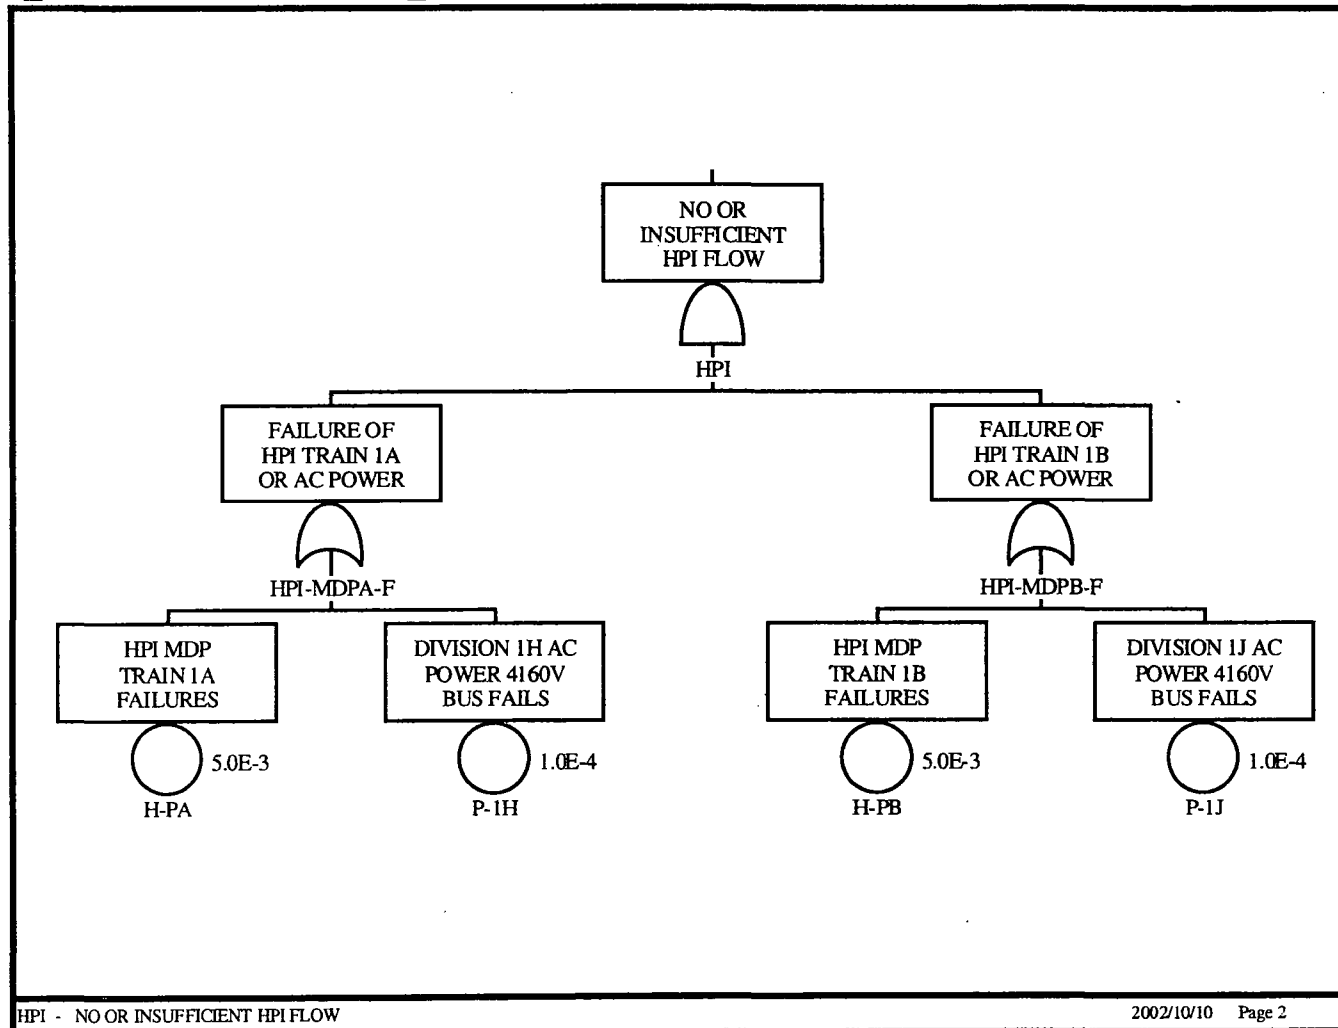 NO OR
INSUFFICIENT
HPI FLOW
HPI
FAILURE OF
HPI TRAIN 1A
OR AC POWER
FAILURE OF
HPI TRAIN 1B
OR AC POWER
HPI-MDPA-F
HPI-MDPB-F
HPI MDP
TRAIN 1A
FAILURES
DIVISION 1H AC
POWER 4160V
BUS FAILS
HPI MDP
TRAIN 1B
FAILURES
DIVISION 1J AC
POWER 4160V
BUS FAILS
5.0E-3
1.0E-4
5.0E-3
1.0E-4
H-PA
P-1H
H-PB
P-1J
HPI - NO OR INSUFFICIENT HPI FLOW
2002/10/10 Page 2